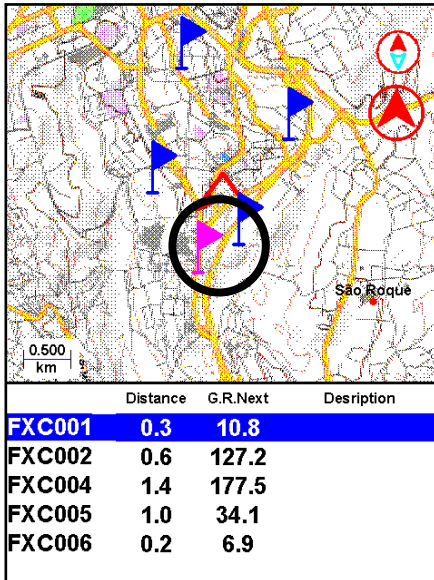 São Roque
0.500
km
Distance G.R.Next Desription
FXC001 0.3 10.8
FXC002 0.6 127.2
FXC004 1.4 177.5
FXC005 1.0 34.1
FXC006 0.2 6.9